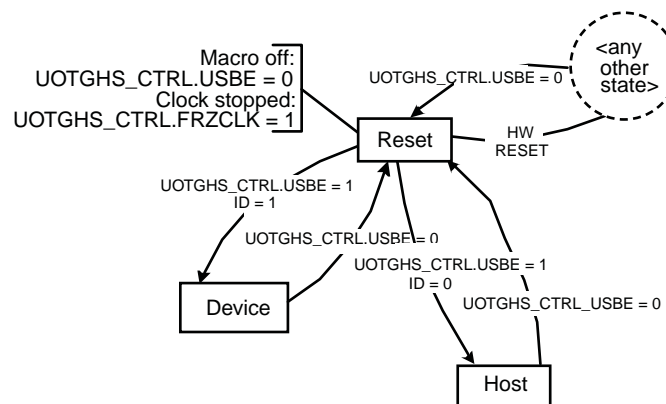 Macro off:
UOTGHS_CTRL.USBE = 0
Clock stopped:
UOTGHS_CTRL.FRZCLK = 1
<any
other
state>
UOTGHS_CTRL.USBE = 0
HW
RESET
Reset
UOTGHS_CTRL.USBE = 1
ID = 1
UOTGHS_CTRL.USBE = 0
UOTGHS_CTRL.USBE = 1
ID = 0
UOTGHS_CTRL_USBE = 0
Device
Host